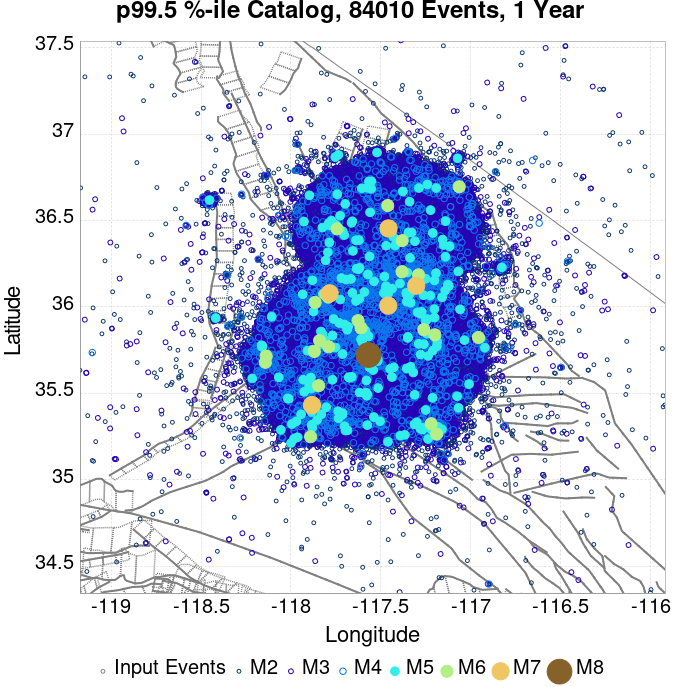 p99.5 %-ile Catalog, 84010 Events, 1 Year
37.5
37
36.5
36
35.5
35
34.5
Latitude
-119 -118.5 -118 -117.5 -117 -116.5 -116
Longitude
Input Events M2 M3 M4 M5 M6 M7 M8